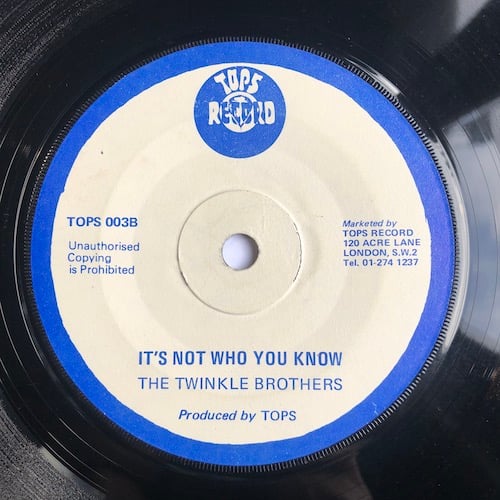 TOPS
RECORD
TOPS 003B
Unauthorised
Copying
is Prohibited
Marketed by
TOPS RECORD
120 ACRE LANE
LONDON, S.W.2
Tel. 01-274 1237
IT'S NOT WHO YOU KNOW
THE TWINKLE BROTHERS
Produced by TOPS